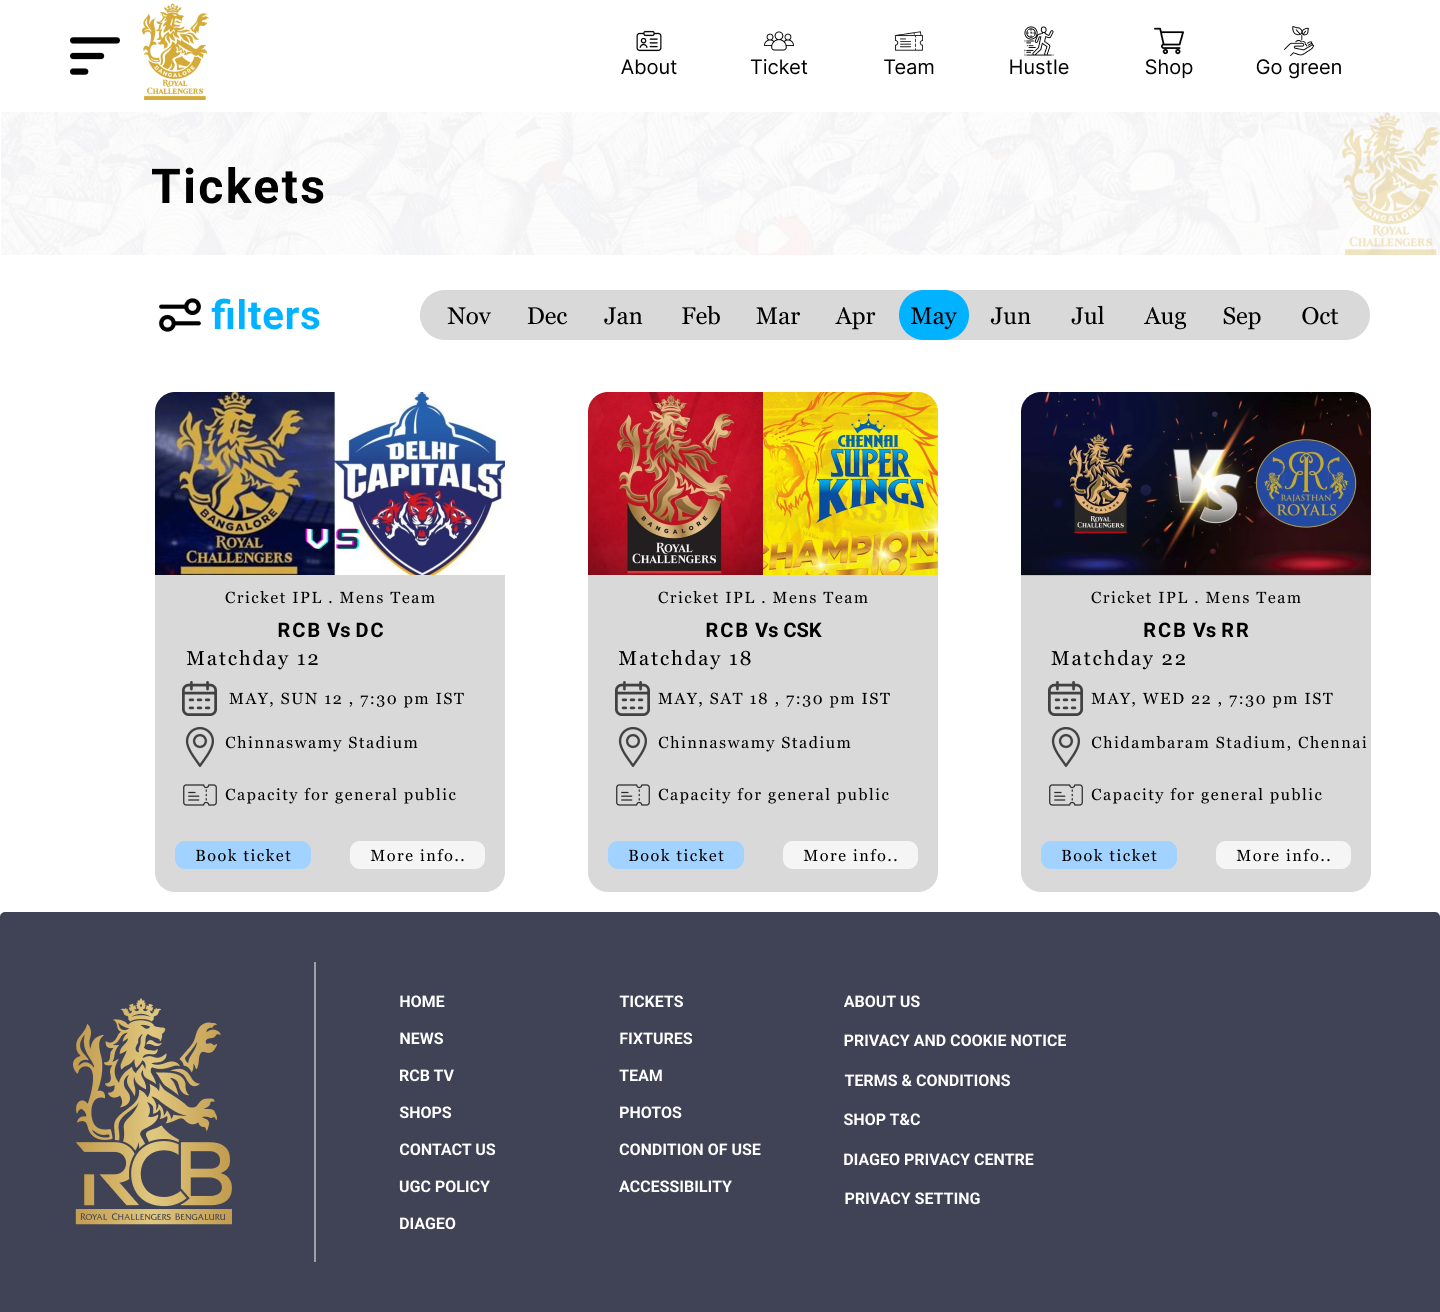 BANGALORE
ROYAL
CHALLENGERS
About
Ticket
Team
Hustle
Shop
Go green
Tickets
BANGALORE
ROYAL
CHALLENGERS
filters
Nov
Dec
Jan
Feb
Mar
Apr
May
Jun
Jul
Aug
Sep
Oct
BANGALORE
ROYAL
CHALLENGERS
VS
DELHI
CAPITALS
Cricket IPL . Mens Team
RCB Vs DC
Matchday 12
MAY, SUN 12 , 7:30 pm IST
Chinnaswamy Stadium
Capacity for general public
Book ticket
More info..
BANGALORE
ROYAL
CHALLENGERS
CHENNAI
SUPER
KINGS
CHAMPIONS
Cricket IPL . Mens Team
RCB Vs CSK
Matchday 18
MAY, SAT 18 , 7:30 pm IST
Chinnaswamy Stadium
Capacity for general public
Book ticket
More info..
BANGALORE
ROYAL
CHALLENGERS
VS
RR
RAJASTHAN
ROYALS
Cricket IPL . Mens Team
RCB Vs RR
Matchday 22
MAY, WED 22 , 7:30 pm IST
Chidambaram Stadium, Chennai
Capacity for general public
Book ticket
More info..
RCB
ROYAL CHALLENGERS BENGALURU
HOME
NEWS
RCB TV
SHOPS
CONTACT US
UGC POLICY
DIAGEO
TICKETS
FIXTURES
TEAM
PHOTOS
CONDITION OF USE
ACCESSIBILITY
ABOUT US
PRIVACY AND COOKIE NOTICE
TERMS & CONDITIONS
SHOP T&C
DIAGEO PRIVACY CENTRE
PRIVACY SETTING